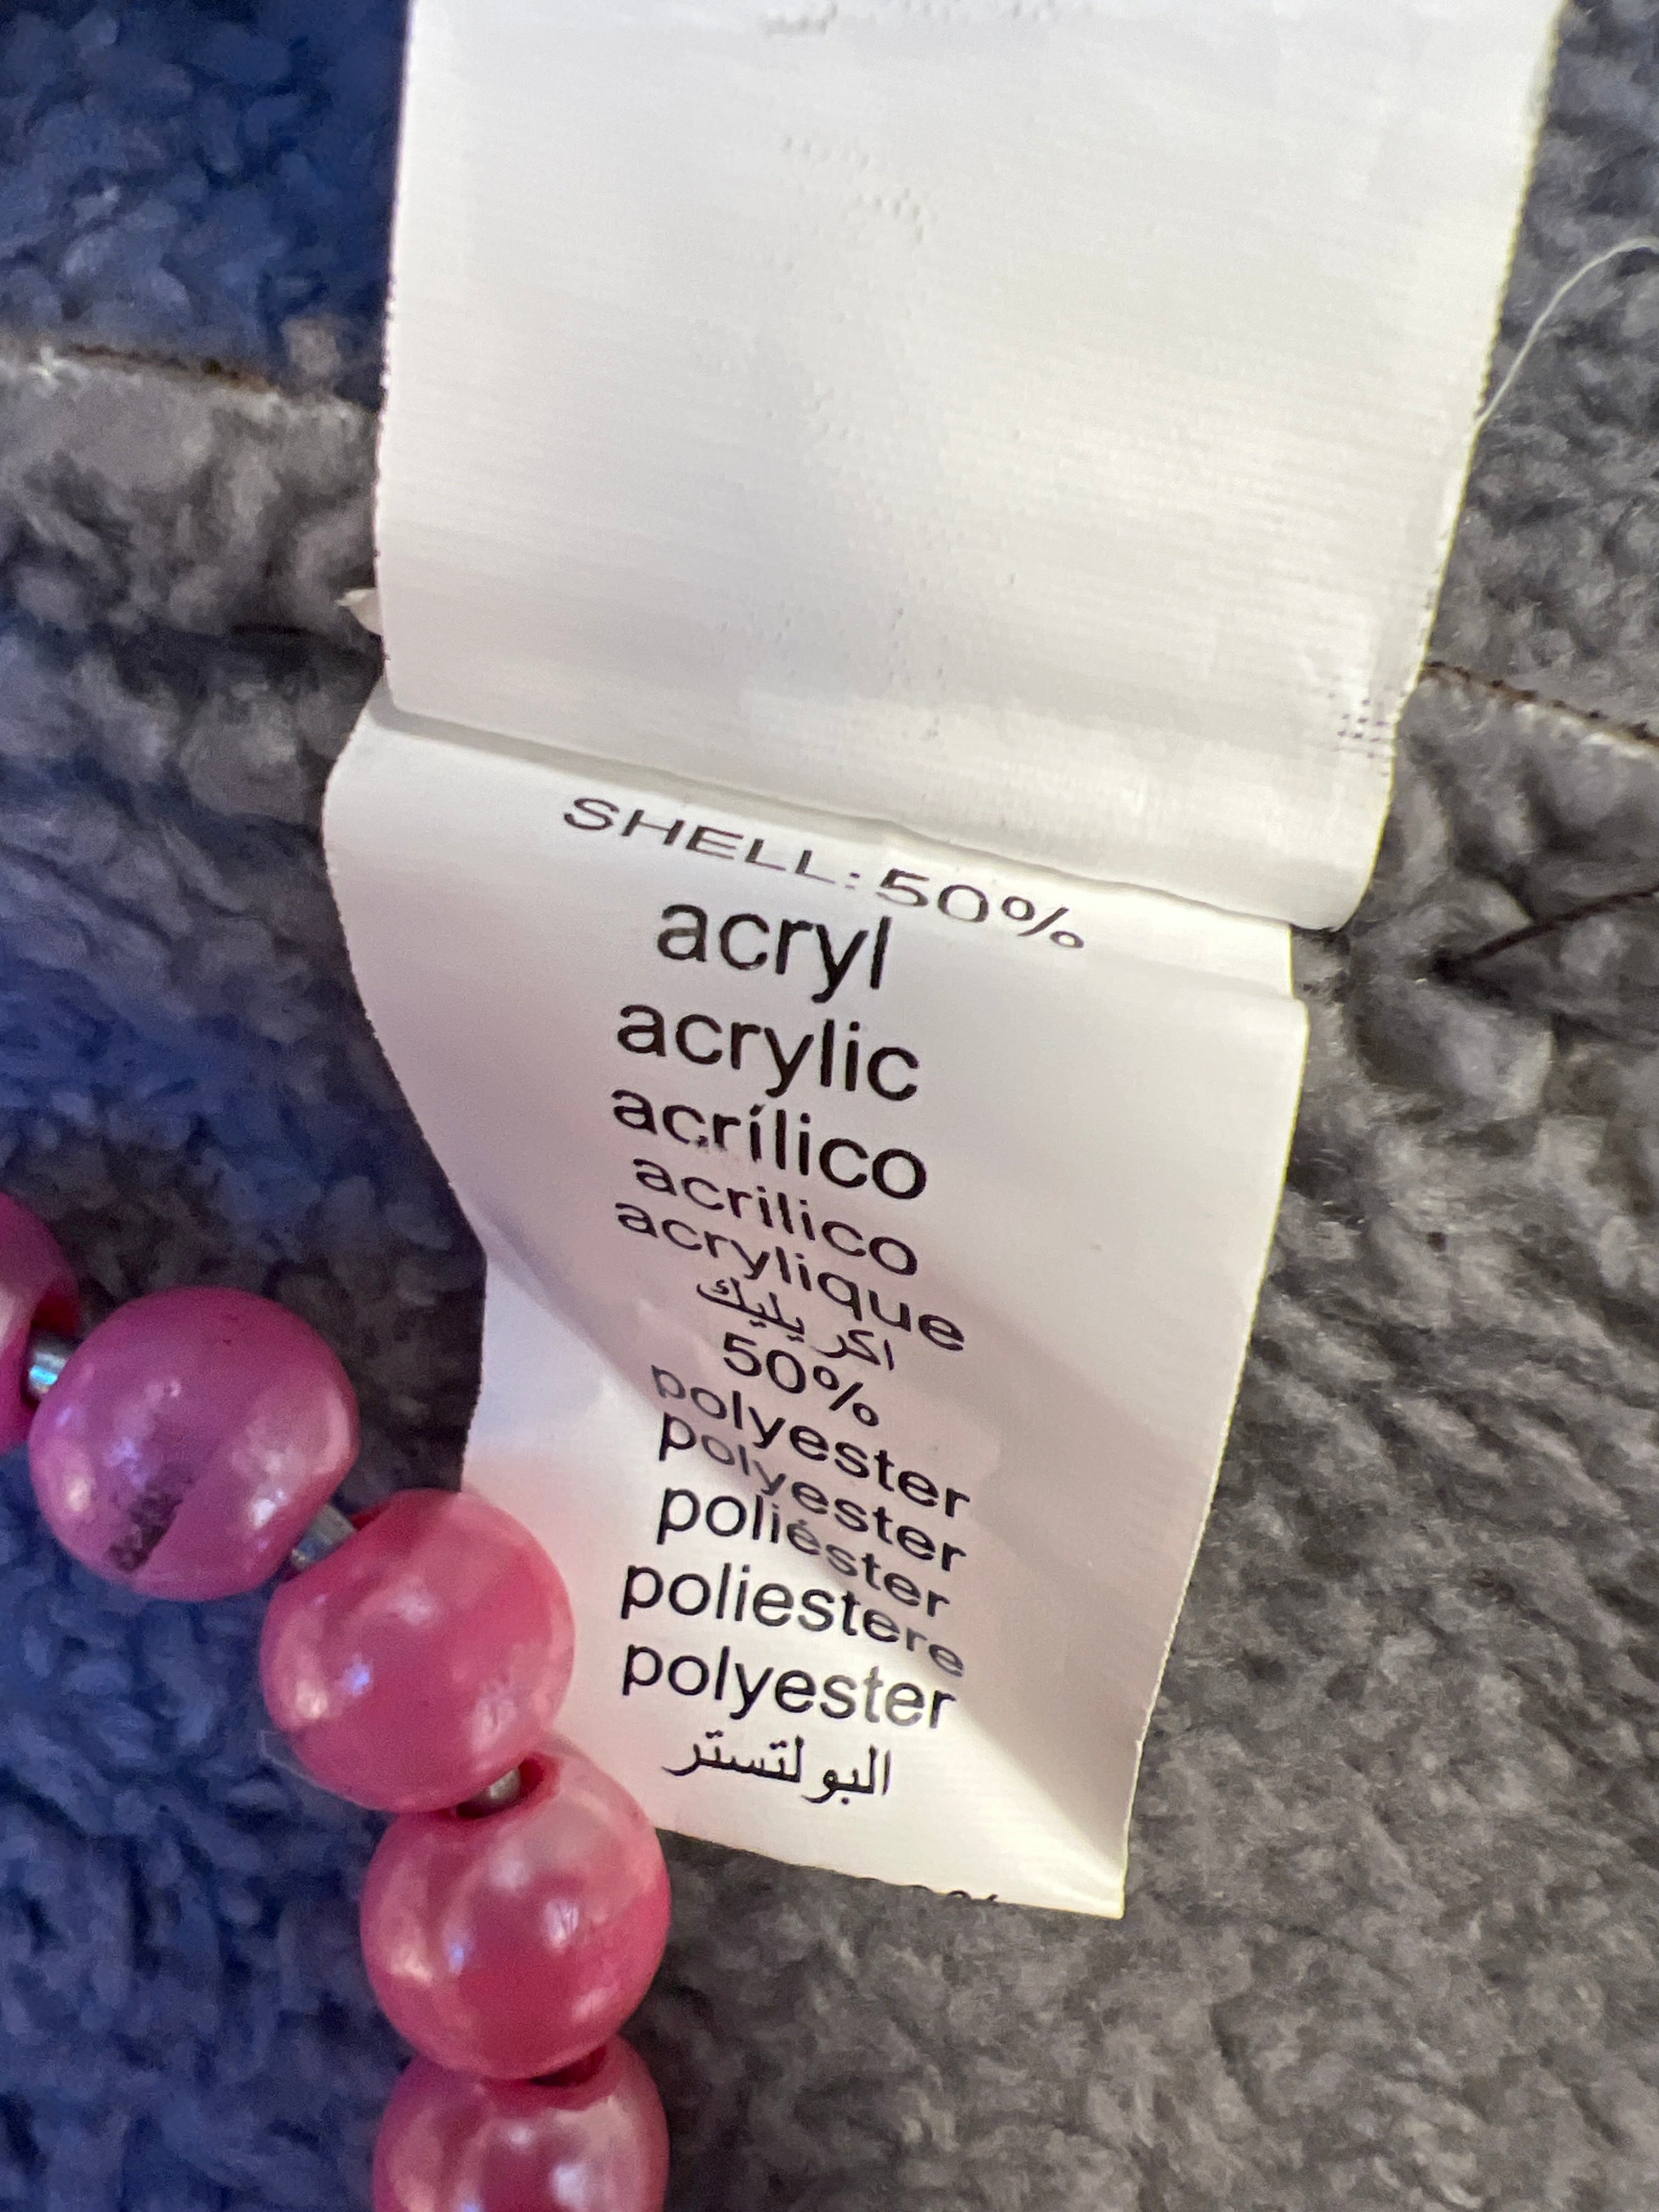 SHELL:50%
acryl
acrylic
acrílico
acrilico
acrylique
اكريليك
50%
polyester
polyester
poliéster
poliestere
polyester
البولتستر